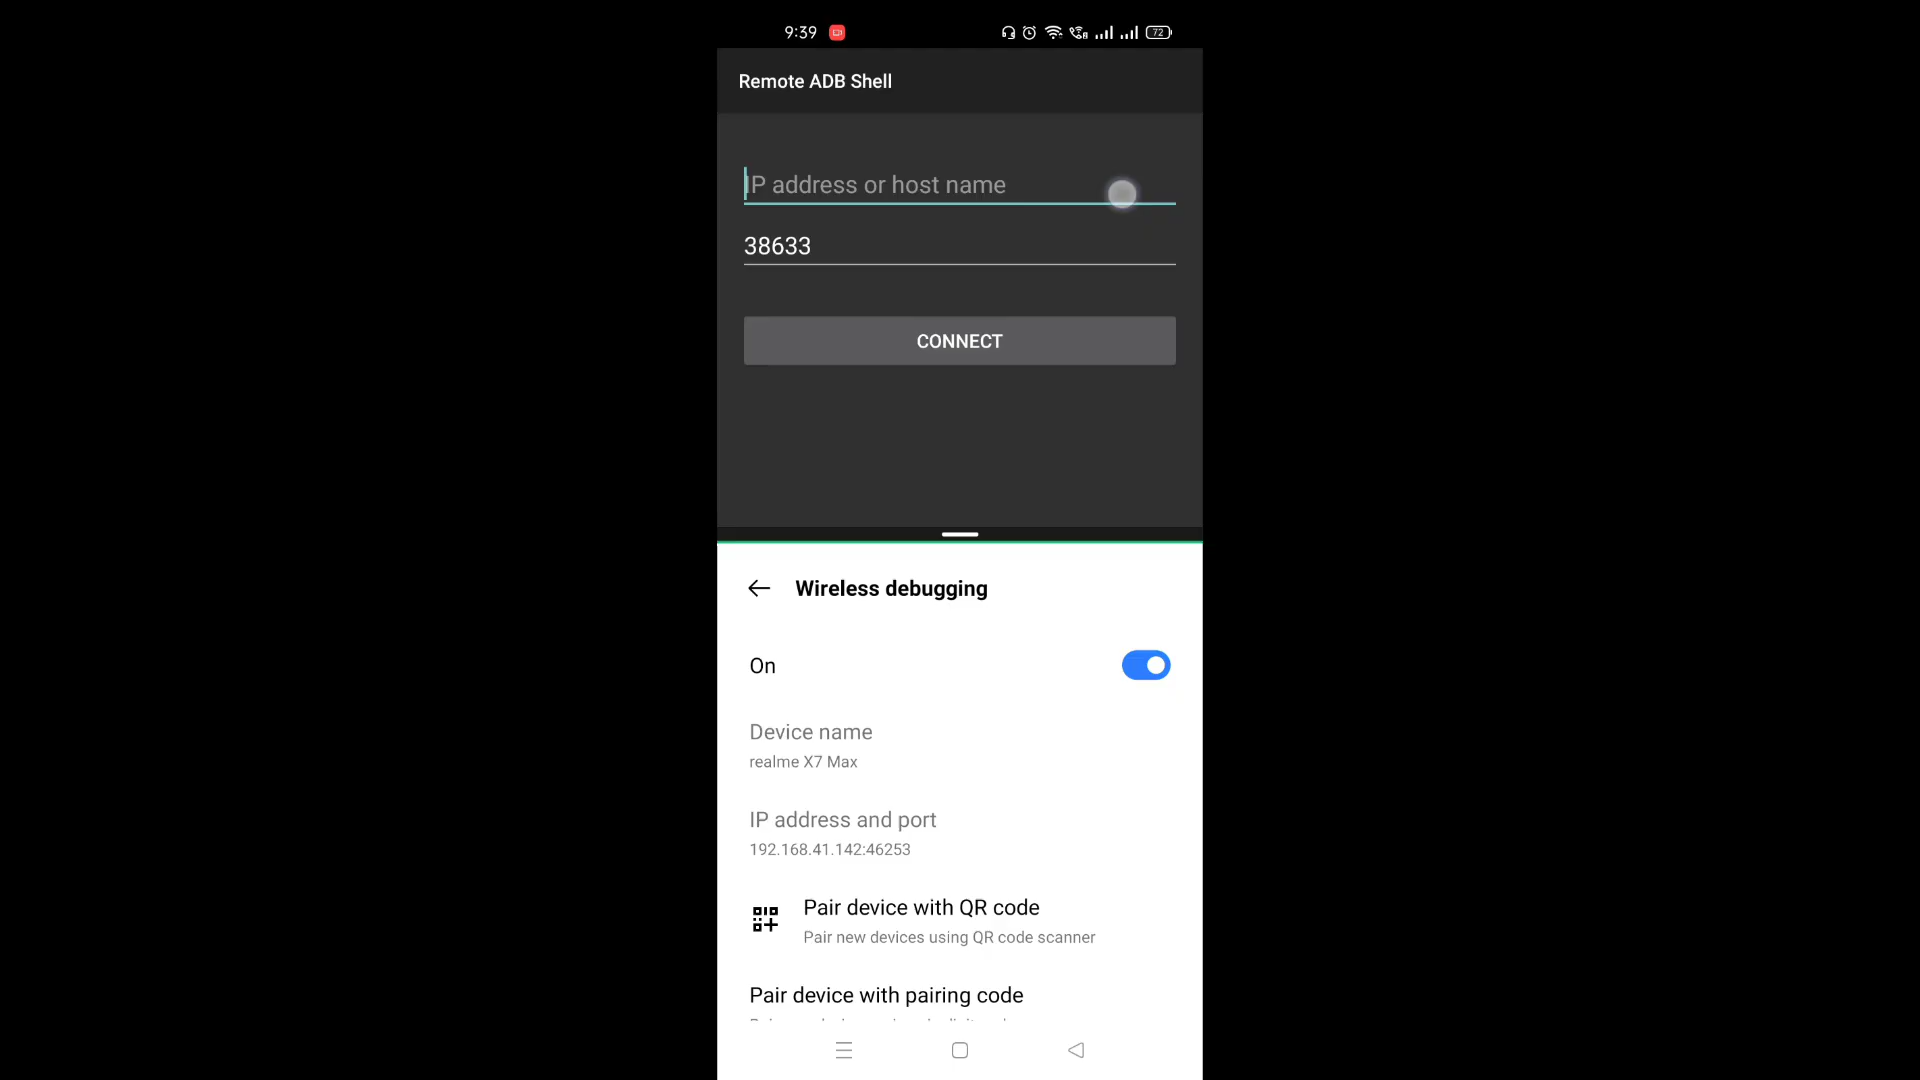 9:39
72
Remote ADB Shell
IP address or host name
38633
CONNECT
Wireless debugging
On
Device name
realme X7 Max
IP address and port
192.168.41.142:46253
Pair device with QR code
Pair new devices using QR code scanner
Pair device with pairing code